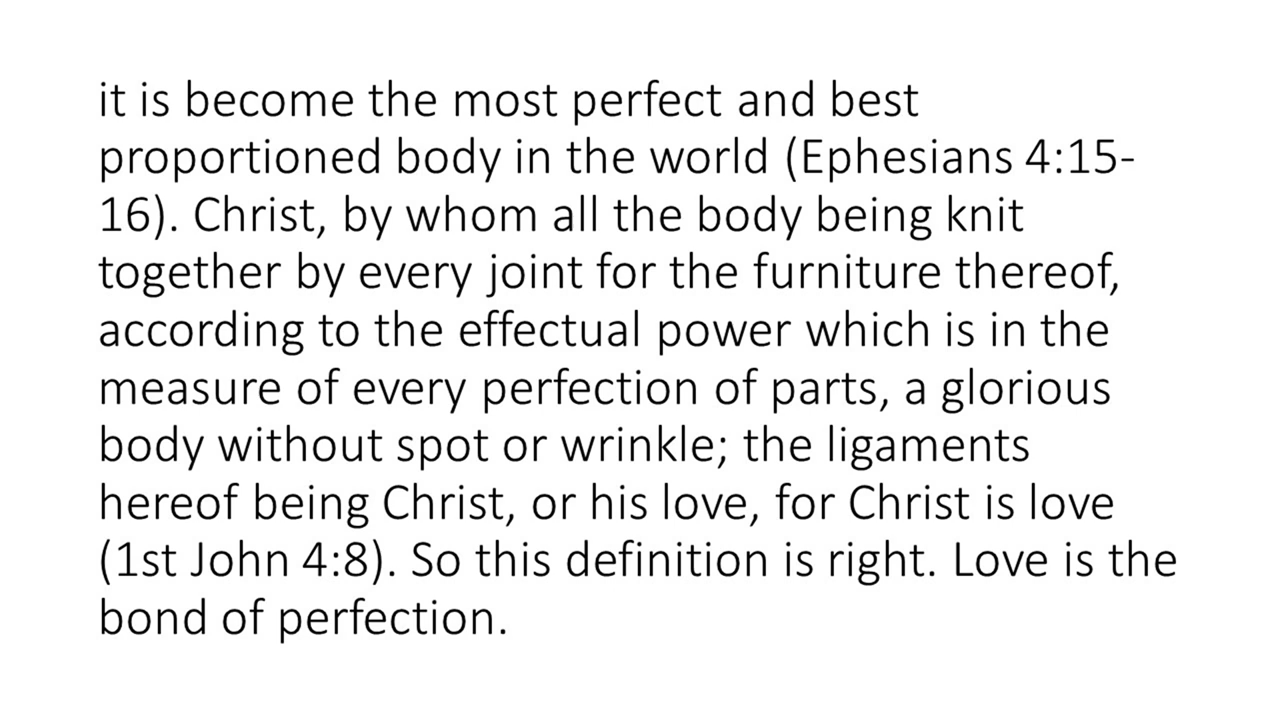 it is become the most perfect and best
proportioned body in the world (Ephesians 4:15-
16). Christ, by whom all the body being knit
together by every joint for the furniture thereof,
according to the effectual power which is in the
measure of every perfection of parts, a glorious
body without spot or wrinkle; the ligaments
hereof being Christ, or his love, for Christ is love
(1st John 4:8). So this definition is right. Love is the
bond of perfection.